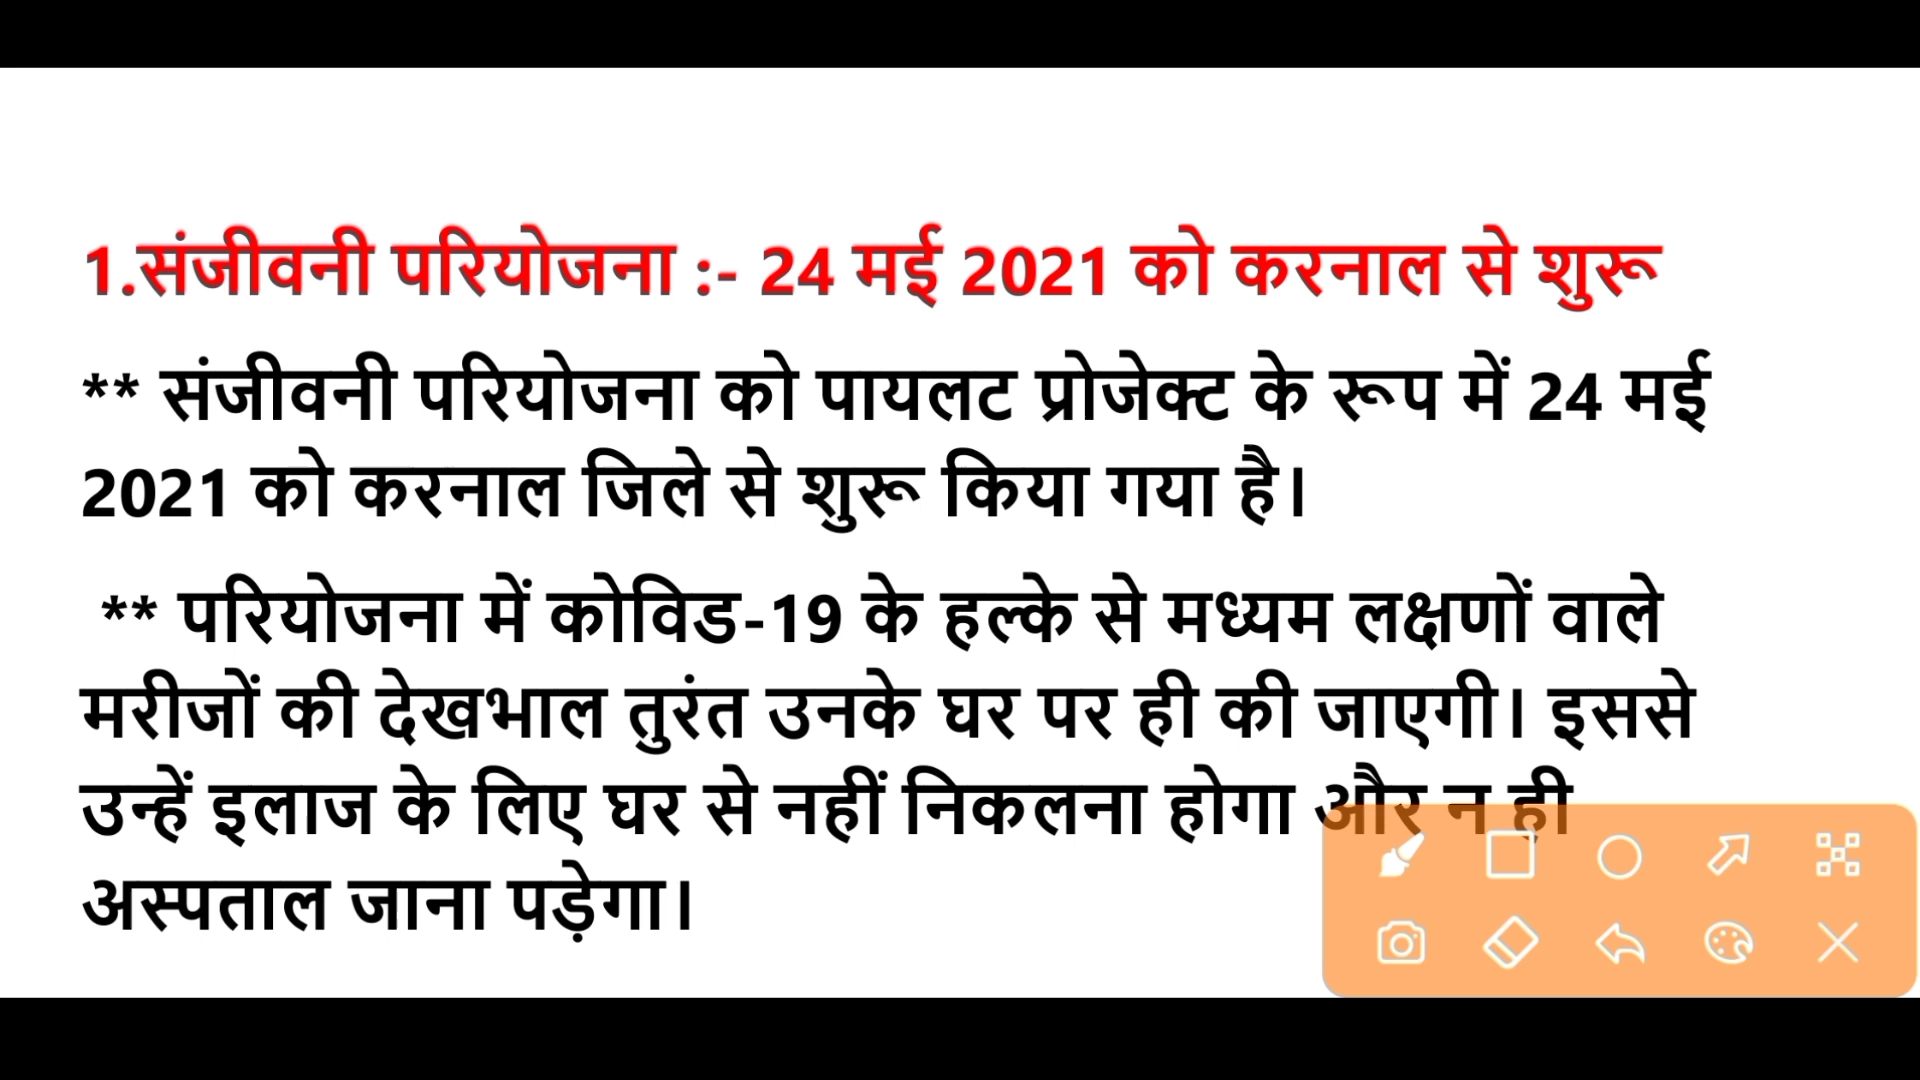 1.संजीवनी परियोजना :- 24 मई 2021 को करनाल से शुरू
** संजीवनी परियोजना को पायलट प्रोजेक्ट के रूप में 24 मई
2021 को करनाल जिले से शुरू किया गया है।
** परियोजना में कोविड-19 के हल्के से मध्यम लक्षणों वाले
मरीजों की देखभाल तुरंत उनके घर पर ही की जाएगी। इससे
उन्हें इलाज के लिए घर से नहीं निकलना होगा और न ही
अस्पताल जाना पड़ेगा।